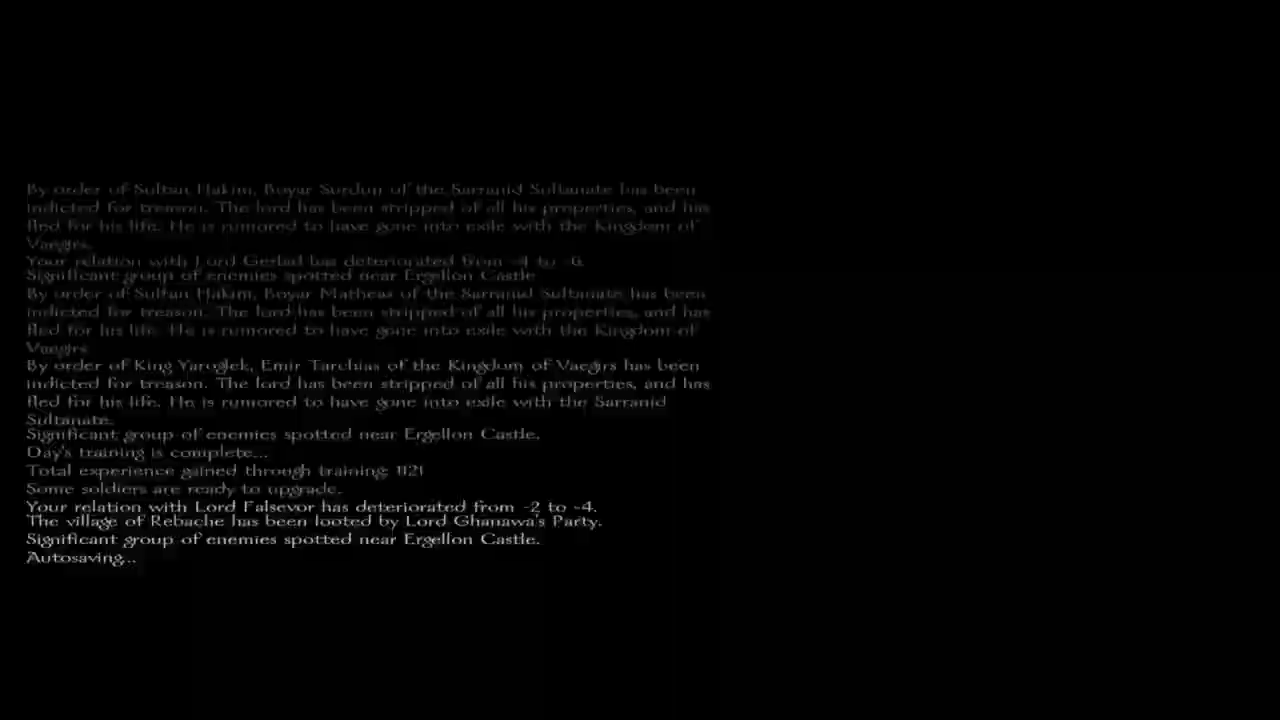 By order of Sultan Hakim, Boyar Surdun of the Sarranid Sultanate has been
indicted for treason. The lord has been stripped of all his properties, and has
fled for his life. He is rumored to have gone into exile with the Kingdom of
Vaegirs.
Your relation with Lord Gerlad has deteriorated from -4 to -6.
Significant group of enemies spotted near Ergellon Castle.
By order of Sultan Hakim, Boyar Matheas of the Sarranid Sultanate has been
indicted for treason. The lord has been stripped of all his properties, and has
fled for his life. He is rumored to have gone into exile with the Kingdom of
Vaegirs.
By order of King Yaroglek, Emir Tarchias of the Kingdom of Vaegirs has been
indicted for treason. The lord has been stripped of all his properties, and has
fled for his life. He is rumored to have gone into exile with the Sarranid
Sultanate.
Significant group of enemies spotted near Ergellon Castle.
Day's training is complete...
Total experience gained through training: 1121
Some soldiers are ready to upgrade.
Your relation with Lord Falsevor has deteriorated from -2 to -4.
The village of Rebache has been looted by Lord Ghanawa's Party.
Significant group of enemies spotted near Ergellon Castle.
Autosaving...